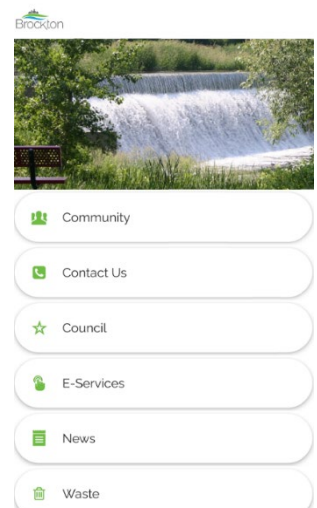 Brockton
Community
Contact Us
Council
E-Services
News
Waste